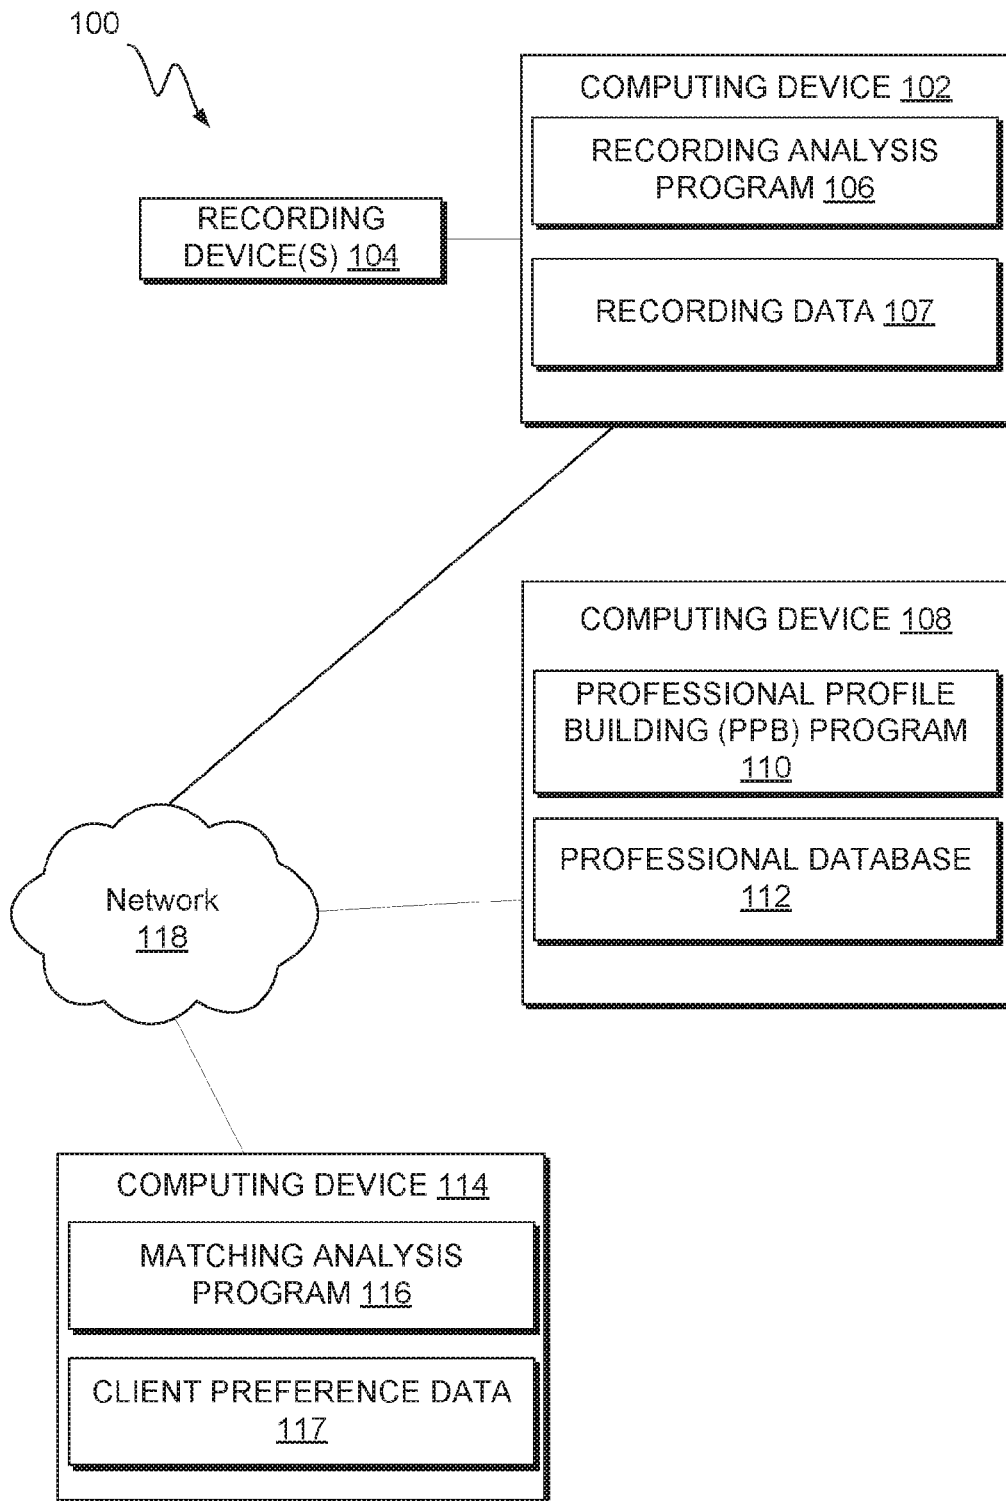 100
COMPUTING DEVICE 102
RECORDING ANALYSIS
PROGRAM 106
RECORDING
DEVICE(S) 104
RECORDING DATA 107
COMPUTING DEVICE 108
PROFESSIONAL PROFILE
BUILDING (PPB) PROGRAM
110
PROFESSIONAL DATABASE
112
Network
118
COMPUTING DEVICE 114
MATCHING ANALYSIS
PROGRAM 116
CLIENT PREFERENCE DATA
117